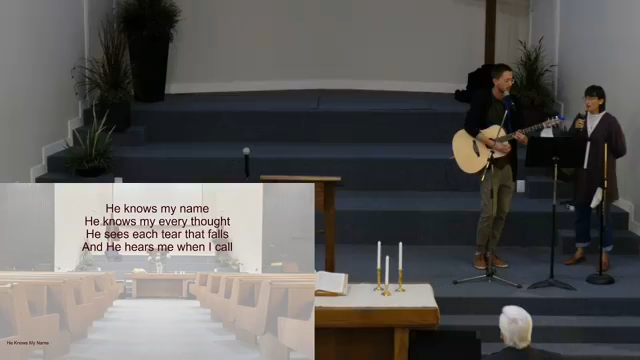 He knows my name
He knows my every thought
He sees each tear that falls
And He hears me when I call
He Knows My Name